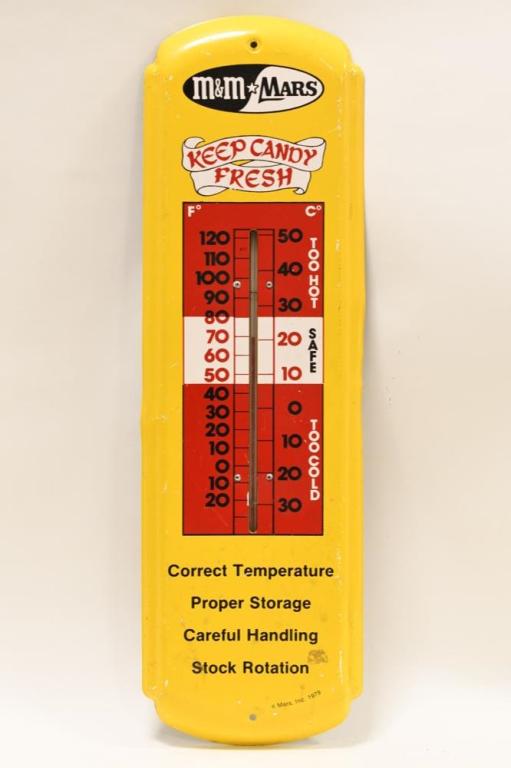 M&M ★ MARS
KEEP CANDY
FRESH
F° C°
120 50
110
100 40
90
80 30
70 20
60
50 10
40
30 0
20
10 10
0
10 20
20 30
TOO HOT
SAFE
TOO COLD
Correct Temperature
Proper Storage
Careful Handling
Stock Rotation
© Mars, Inc. 1979